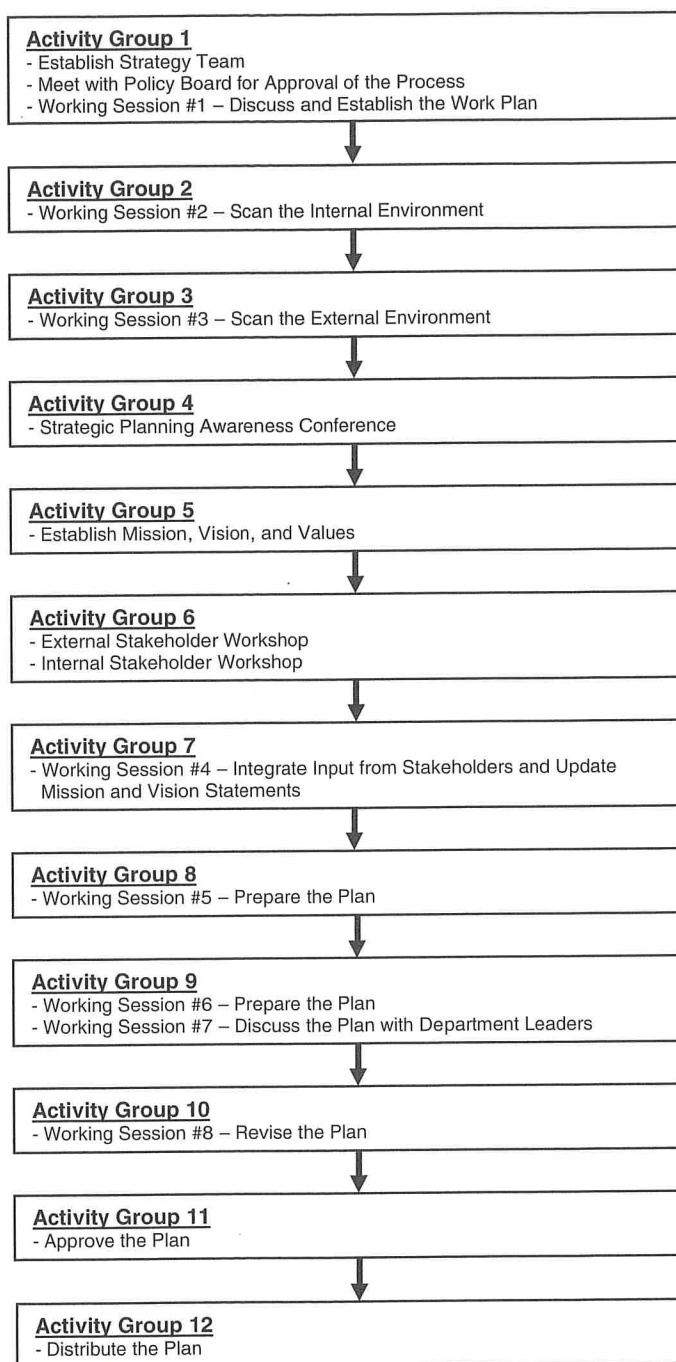 Activity Group 1
- Establish Strategy Team
- Meet with Policy Board for Approval of the Process
- Working Session #1 – Discuss and Establish the Work Plan
Activity Group 2
- Working Session #2 – Scan the Internal Environment
Activity Group 3
- Working Session #3 – Scan the External Environment
Activity Group 4
- Strategic Planning Awareness Conference
Activity Group 5
- Establish Mission, Vision, and Values
Activity Group 6
- External Stakeholder Workshop
- Internal Stakeholder Workshop
Activity Group 7
- Working Session #4 – Integrate Input from Stakeholders and Update
Mission and Vision Statements
Activity Group 8
- Working Session #5 – Prepare the Plan
Activity Group 9
- Working Session #6 – Prepare the Plan
- Working Session #7 – Discuss the Plan with Department Leaders
Activity Group 10
- Working Session #8 – Revise the Plan
Activity Group 11
- Approve the Plan
Activity Group 12
- Distribute the Plan